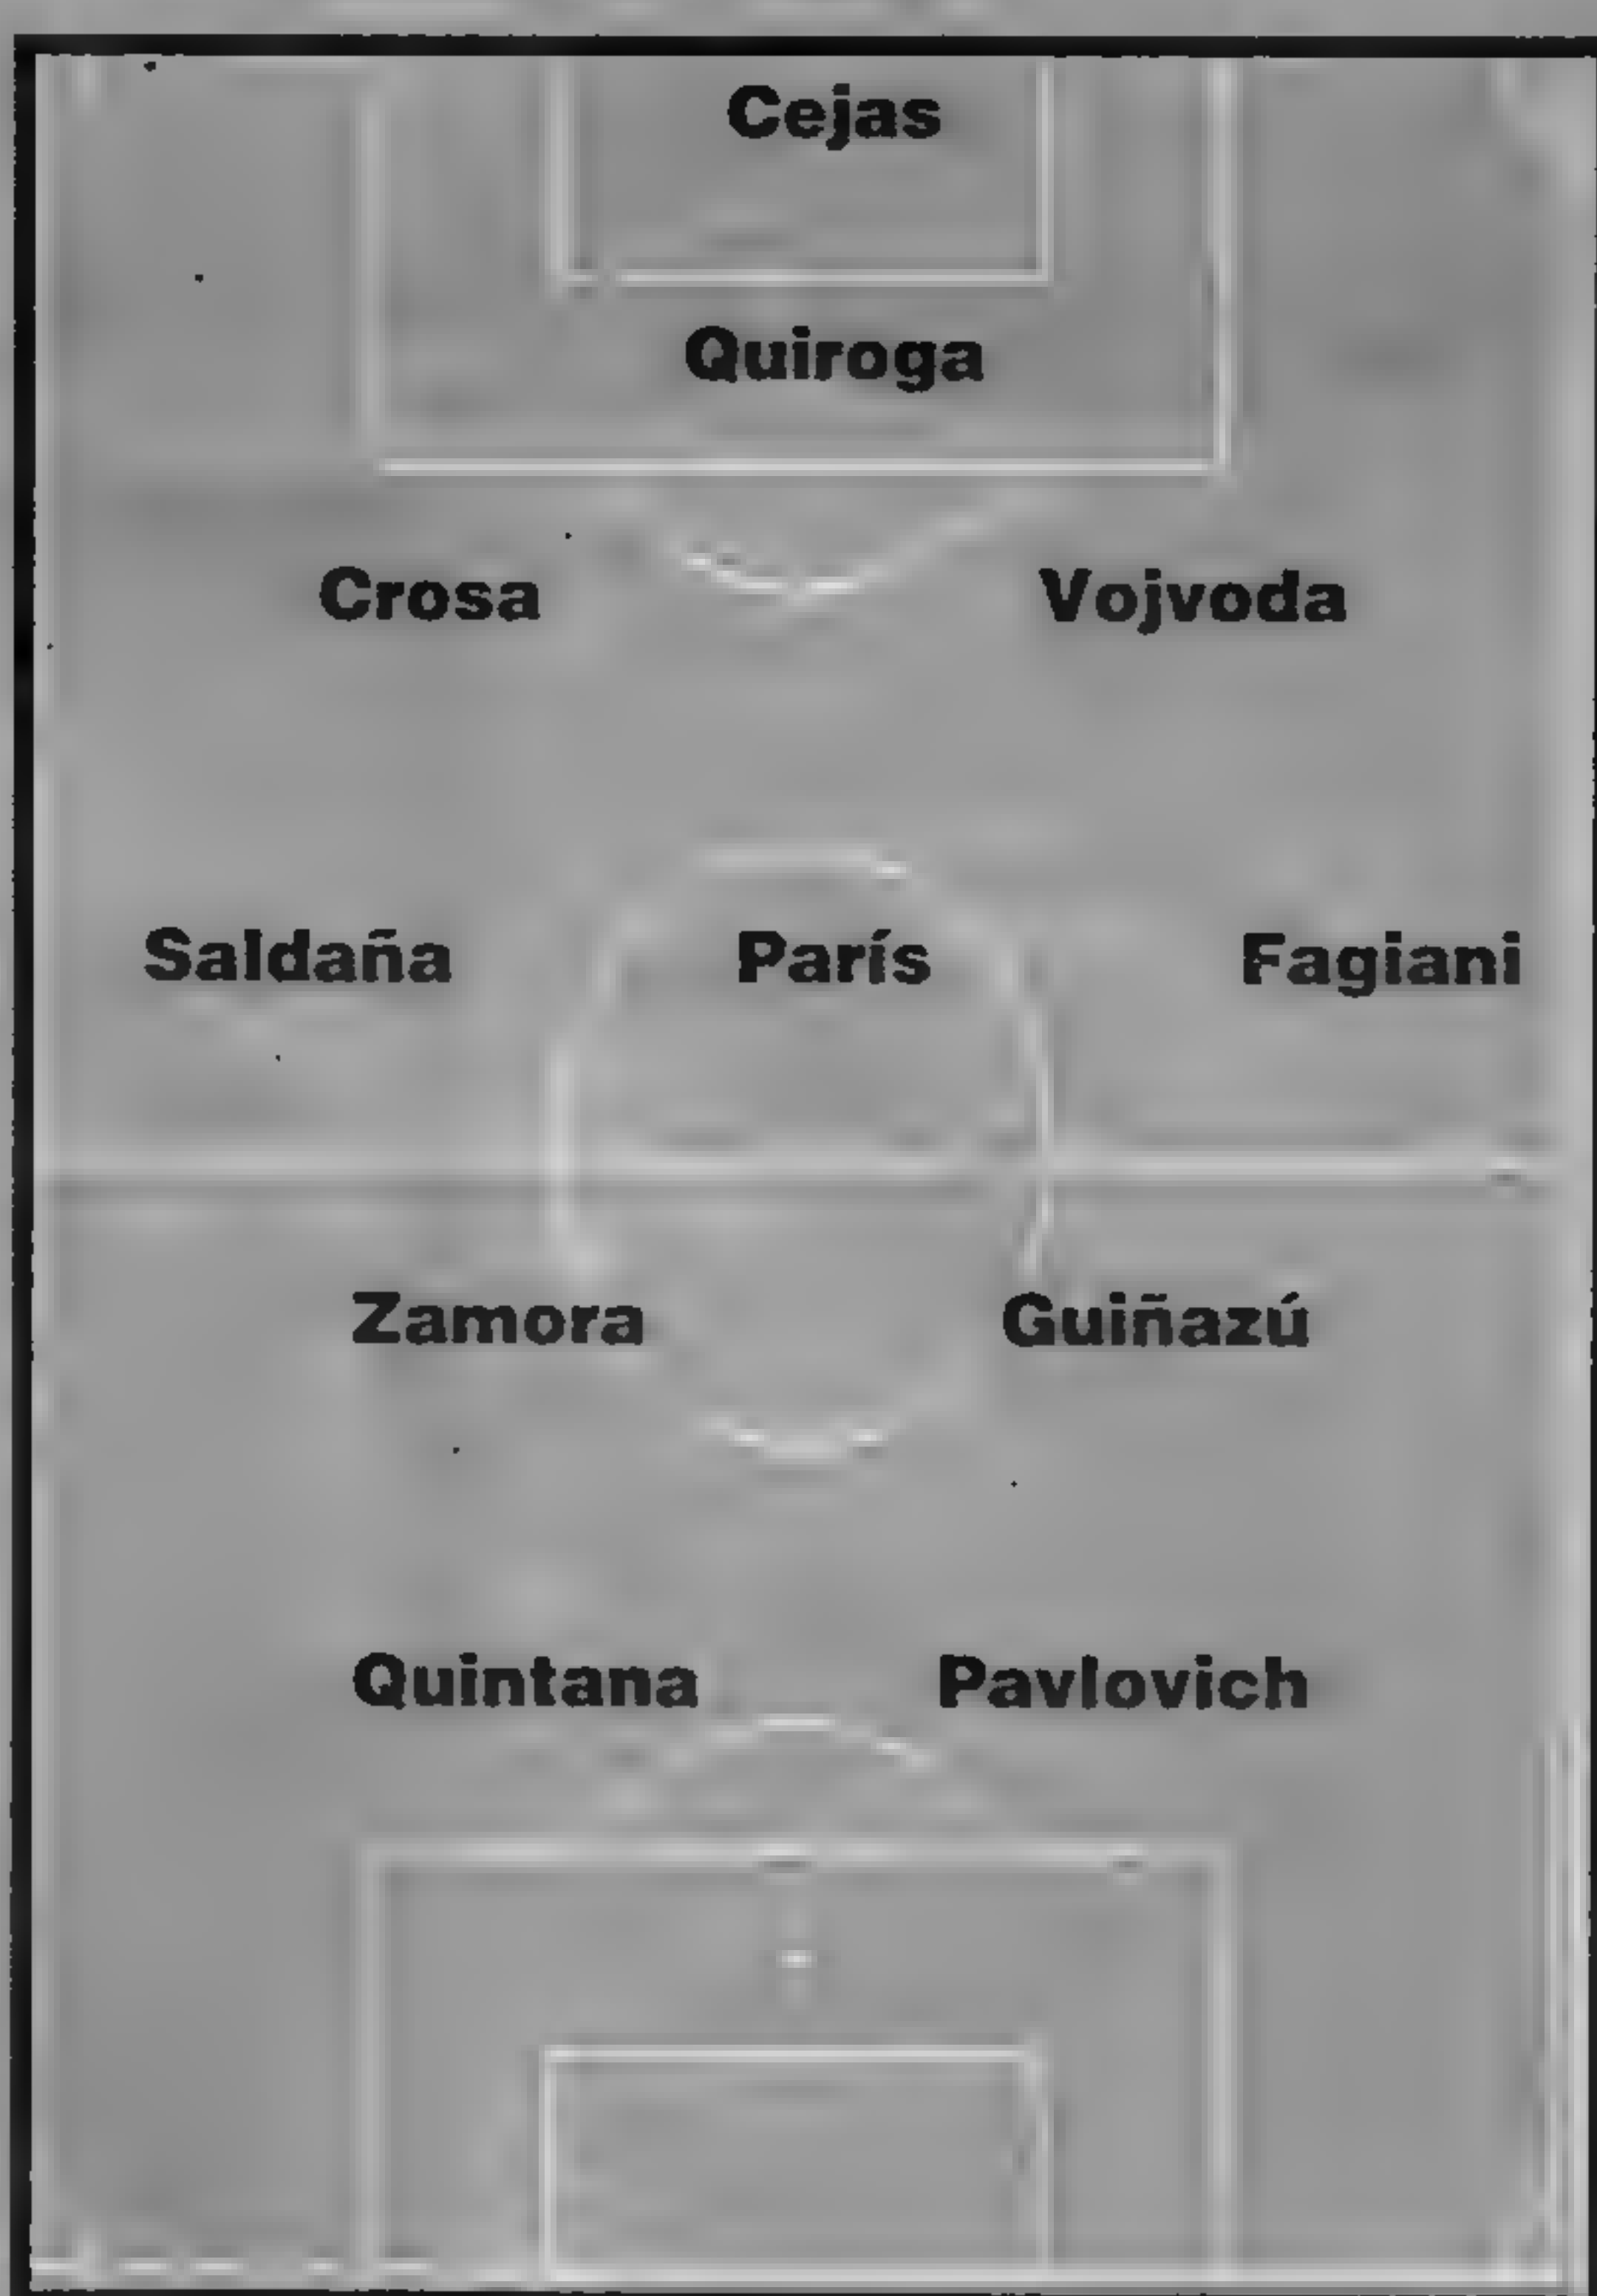 Cejas
Quiroga
Crosa Vojvoda
Saldaña París Fagiani
Zamora Guiñazú
Quintana Pavlovich